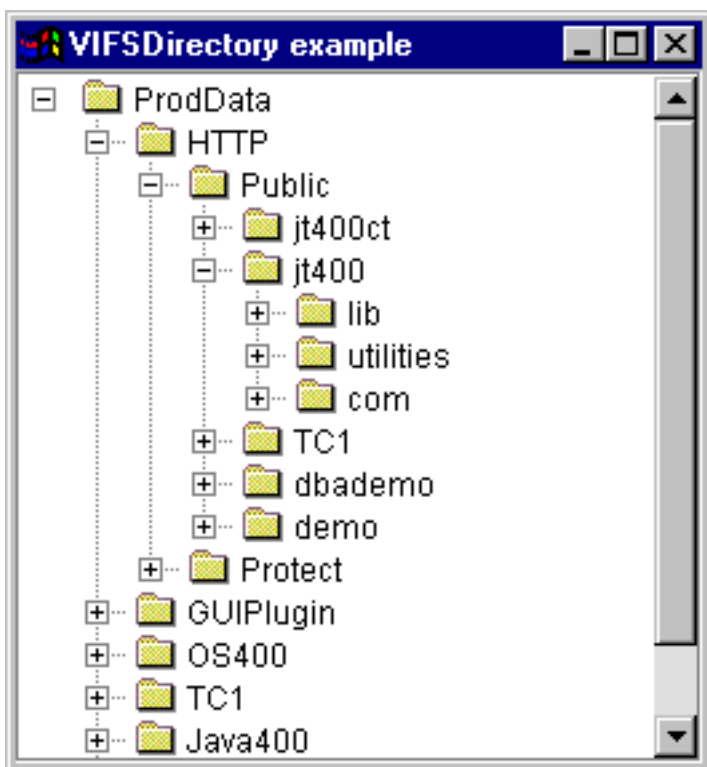 VIFSDirectory example
ProdData
HTTP
Public
jt400ct
jt400
lib
utilities
com
TC1
dbademo
demo
Protect
GUIPlugin
OS400
TC1
Java400